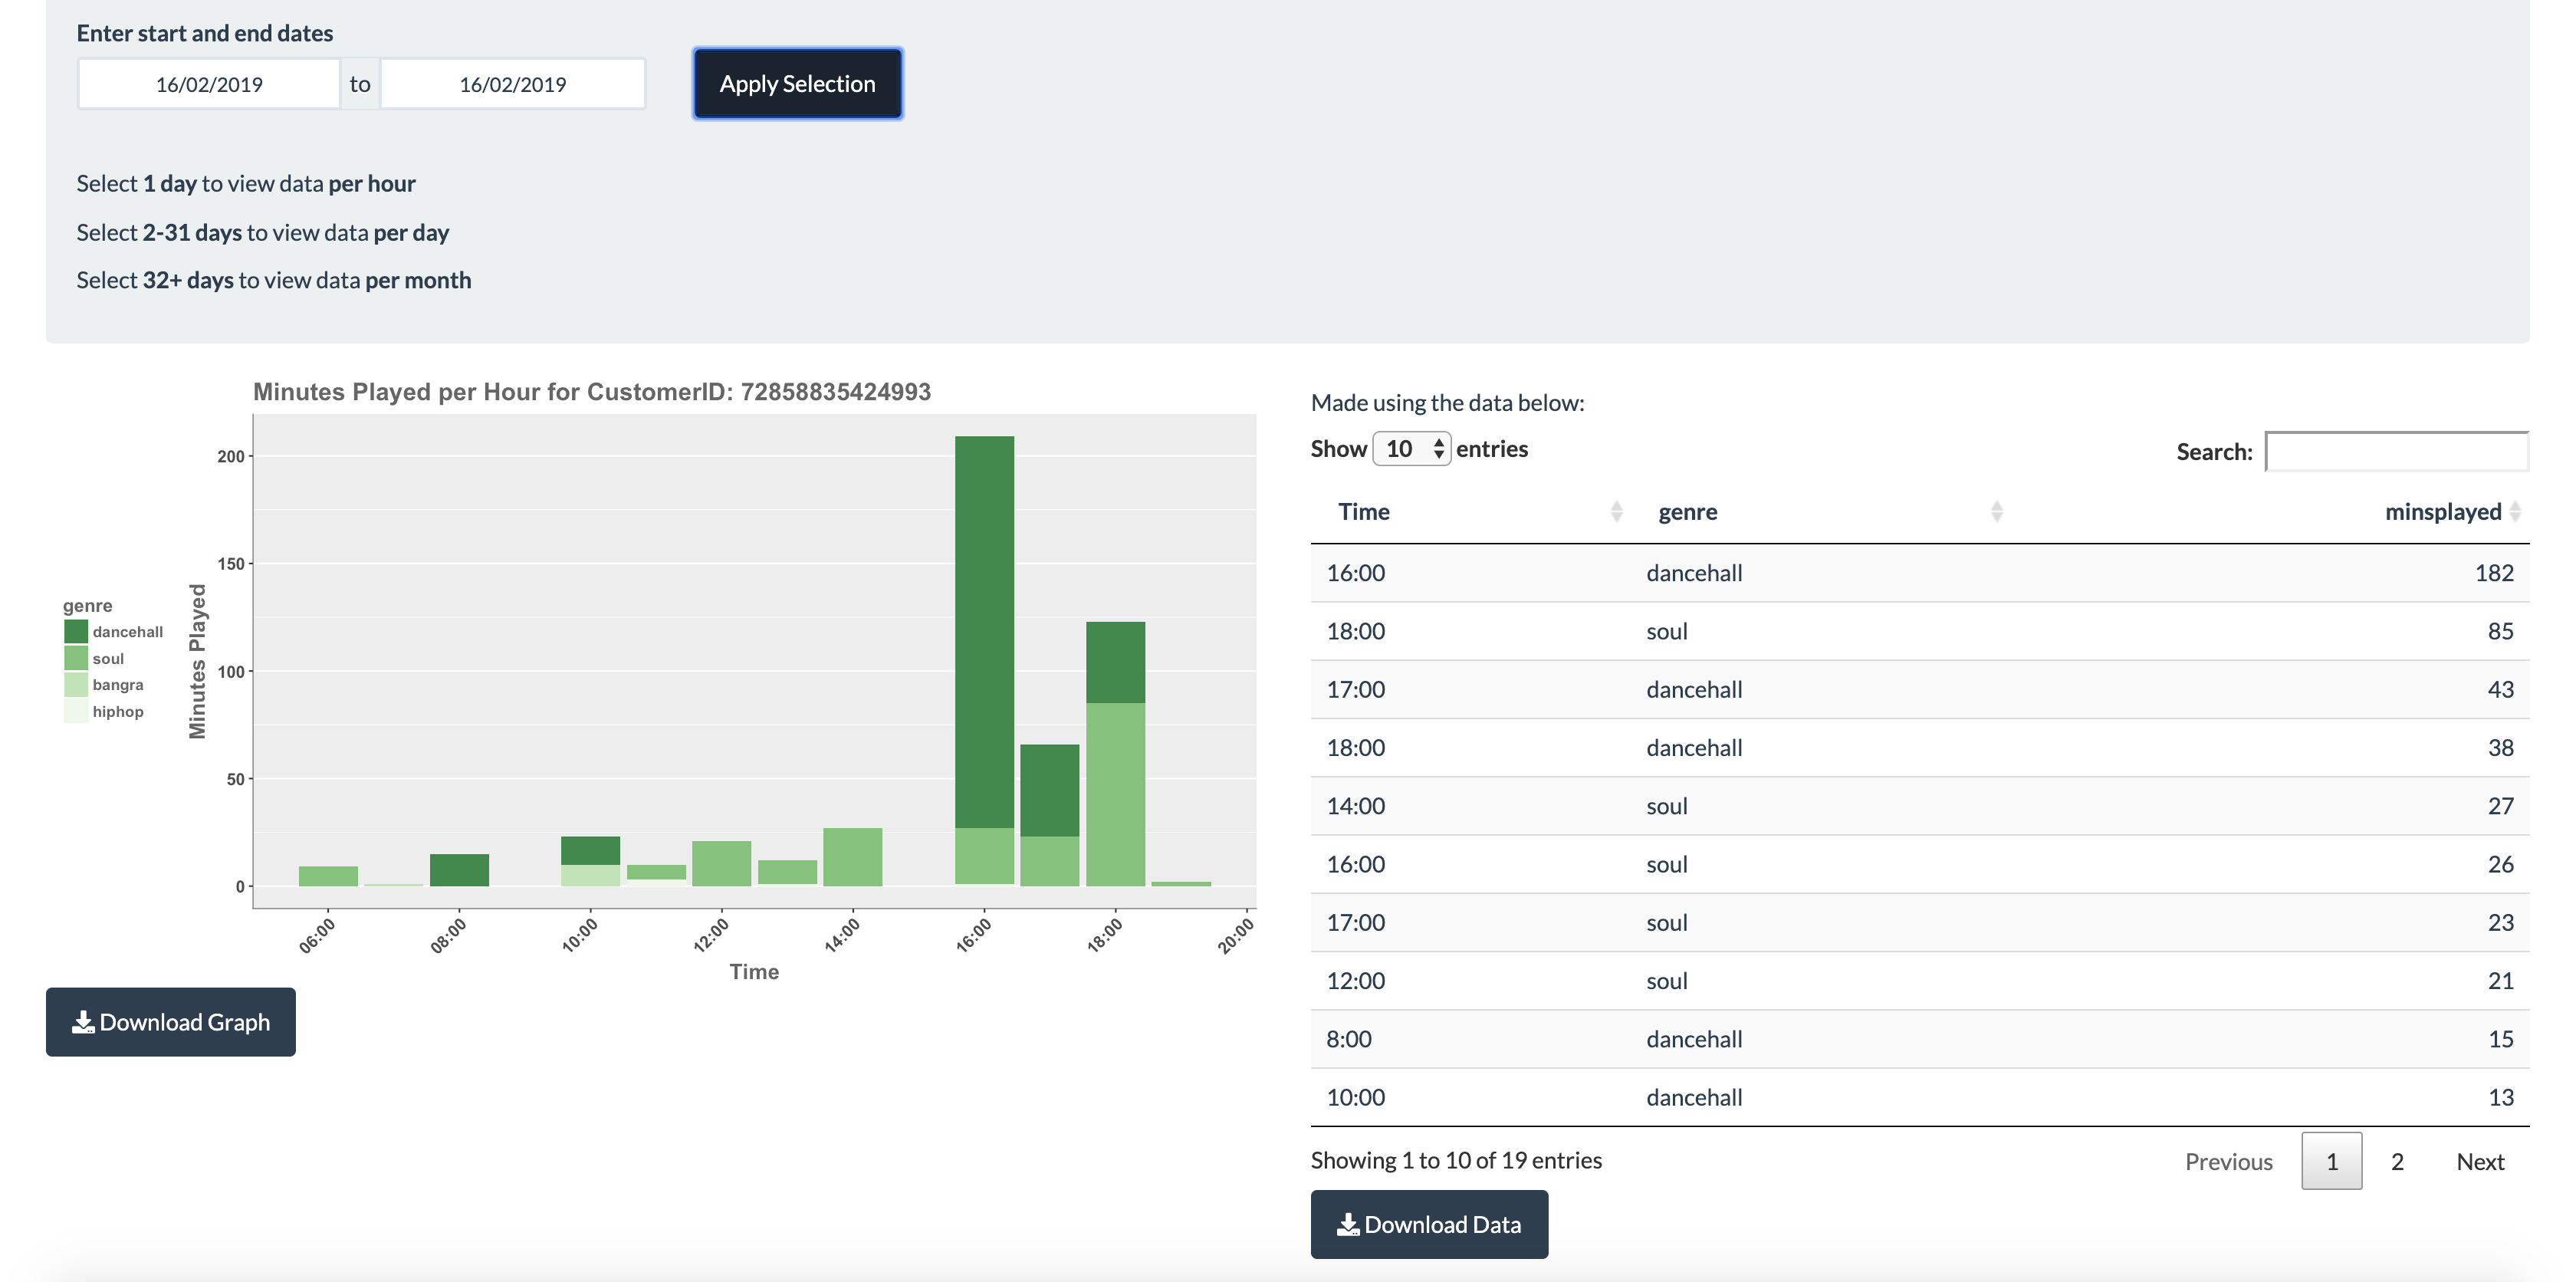 Enter start and end dates
16/02/2019 to 16/02/2019 Apply Selection
Select 1 day to view data per hour
Select 2-31 days to view data per day
Select 32+ days to view data per month
Minutes Played per Hour for CustomerID: 72858835424993
genre
dancehall
soul
bangra
hiphop
Minutes Played
200
150
100
50
0
06:00 08:00 10:00 12:00 14:00 16:00 18:00 20:00
Time
Download Graph
Made using the data below:
Show 10 entries Search:
Time genre minsplayed
16:00 dancehall 182
18:00 soul 85
17:00 dancehall 43
18:00 dancehall 38
14:00 soul 27
16:00 soul 26
17:00 soul 23
12:00 soul 21
8:00 dancehall 15
10:00 dancehall 13
Showing 1 to 10 of 19 entries Previous 1 2 Next
Download Data